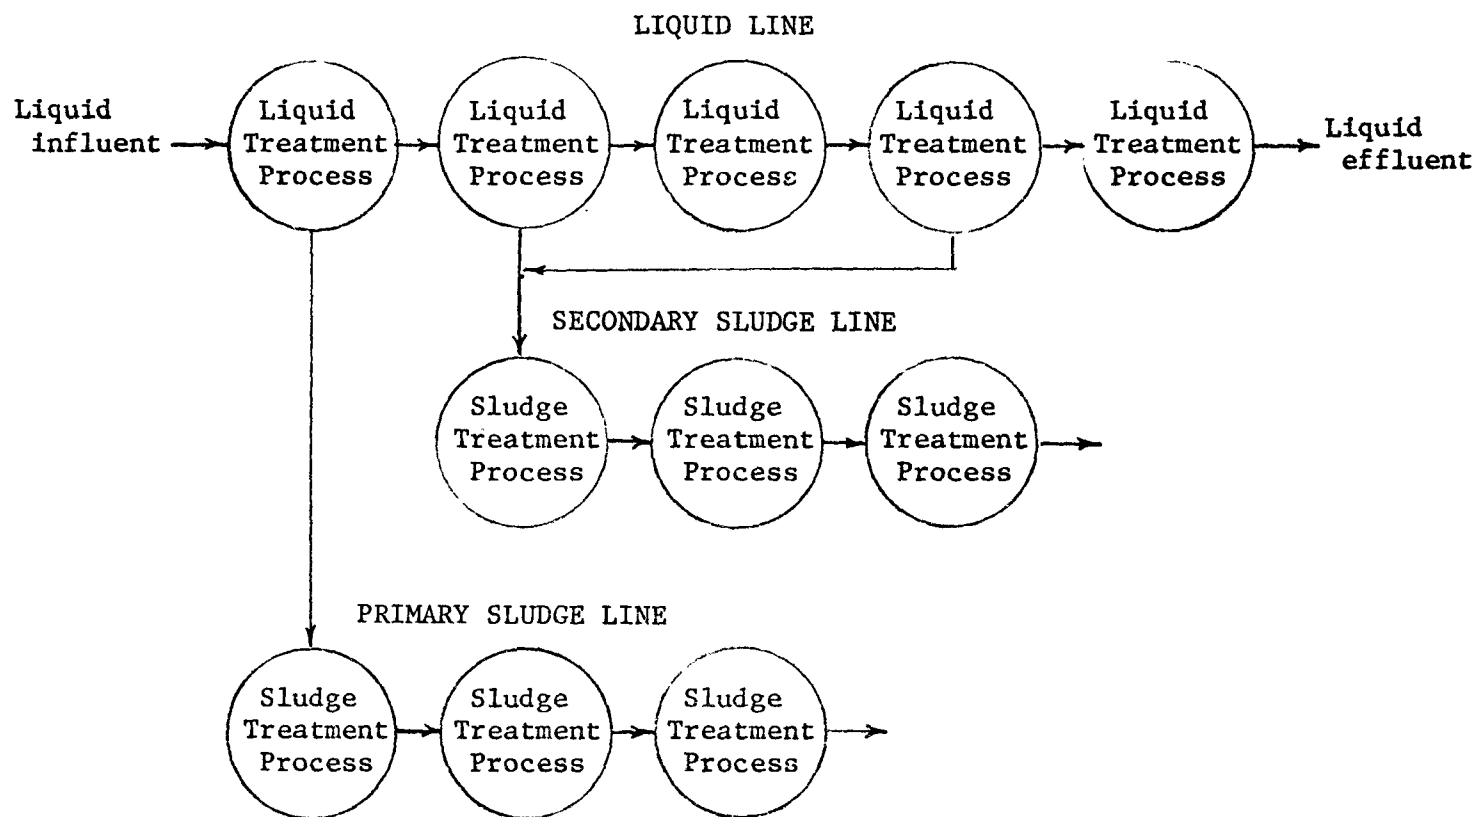 LIQUID LINE
Liquid
influent
Liquid
Treatment
Process
Liquid
Treatment
Process
Liquid
Treatment
Process
Liquid
Treatment
Process
Liquid
Treatment
Process
Liquid
effluent
SECONDARY SLUDGE LINE
Sludge
Treatment
Process
Sludge
Treatment
Process
Sludge
Treatment
Process
PRIMARY SLUDGE LINE
Sludge
Treatment
Process
Sludge
Treatment
Process
Sludge
Treatment
Process